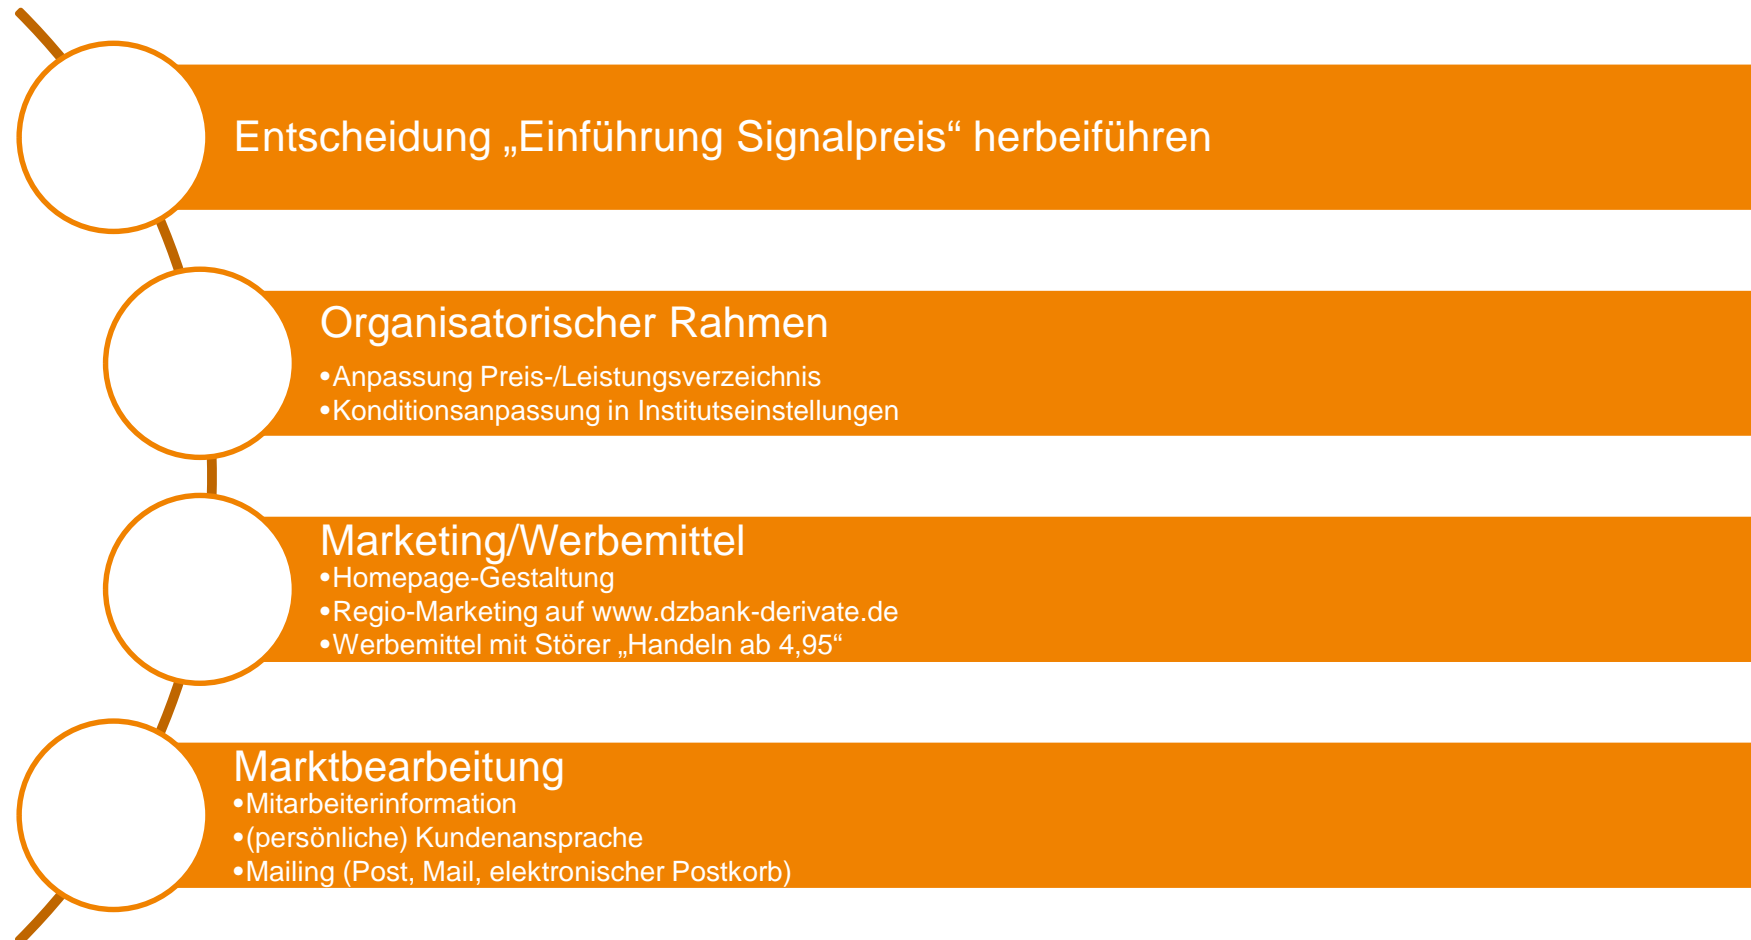 Entscheidung „Einführung Signalpreis“ herbeiführen
Organisatorischer Rahmen
•Anpassung Preis-/Leistungsverzeichnis
•Konditionsanpassung in Institutseinstellungen
Marketing/Werbemittel
•Homepage-Gestaltung
•Regio-Marketing auf www.dzbank-derivate.de
•Werbemittel mit Störer „Handeln ab 4,95“
Marktbearbeitung
•Mitarbeiterinformation
•(persönliche) Kundenansprache
•Mailing (Post, Mail, elektronischer Postkorb)